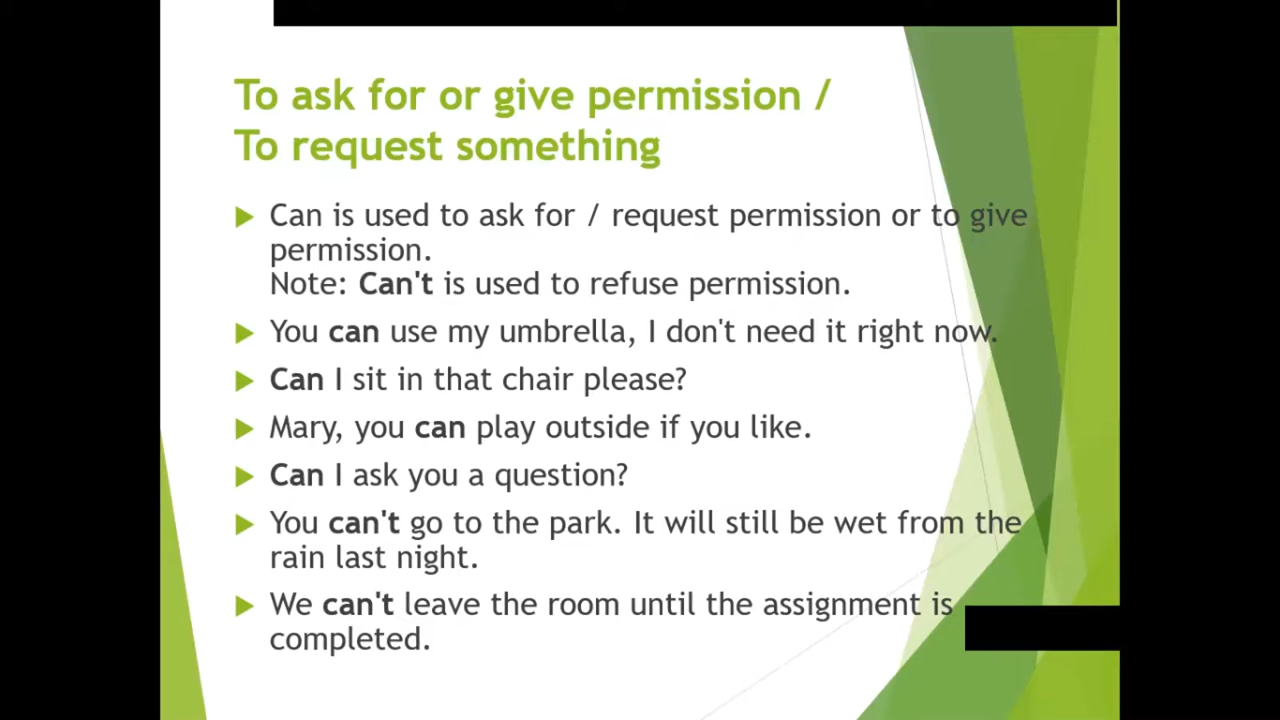 To ask for or give permission /
To request something
Can is used to ask for / request permission or to give
permission.
Note: Can't is used to refuse permission.
You can use my umbrella, I don't need it right now.
Can I sit in that chair please?
Mary, you can play outside if you like.
Can I ask you a question?
You can't go to the park. It will still be wet from the
rain last night.
We can't leave the room until the assignment is
completed.